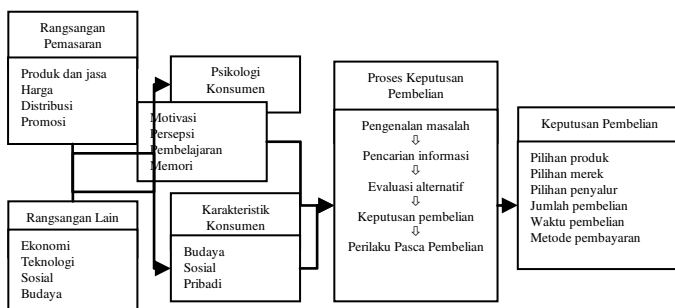 Rangsangan
Pemasaran
Produk dan jasa
Harga
Distribusi
Promosi
Rangsangan Lain
Ekonomi
Teknologi
Sosial
Budaya
Psikologi
Konsumen
Motivasi
Persepsi
Pembelajaran
Memori
Karakteristik
Konsumen
Budaya
Sosial
Pribadi
Proses Keputusan
Pembelian
Pengenalan masalah
⇩
Pencarian informasi
⇩
Evaluasi alternatif
⇩
Keputusan pembelian
⇩
Perilaku Pasca Pembelian
Keputusan Pembelian
Pilihan produk
Pilihan merek
Pilihan penyalur
Jumlah pembelian
Waktu pembelian
Metode pembayaran